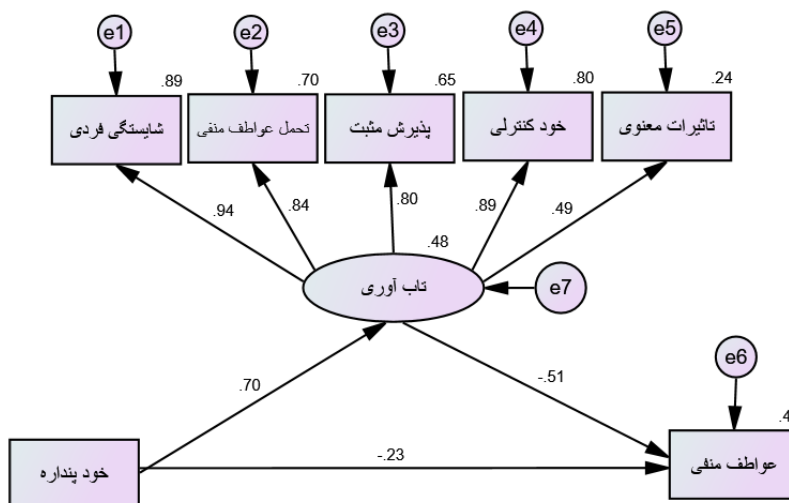 e1
e2
e3
e4
e5
.89
.70
.65
.80
.24
شایستگی فردی
تحمل عواطف منفی
پذیرش مثبت
خود کنترلی
تاثیرات معنوی
.94
.84
.80
.89
.49
.48
تاب آوری
e7
e6
.70
-.51
-.23
خود پنداره
عواطف منفی